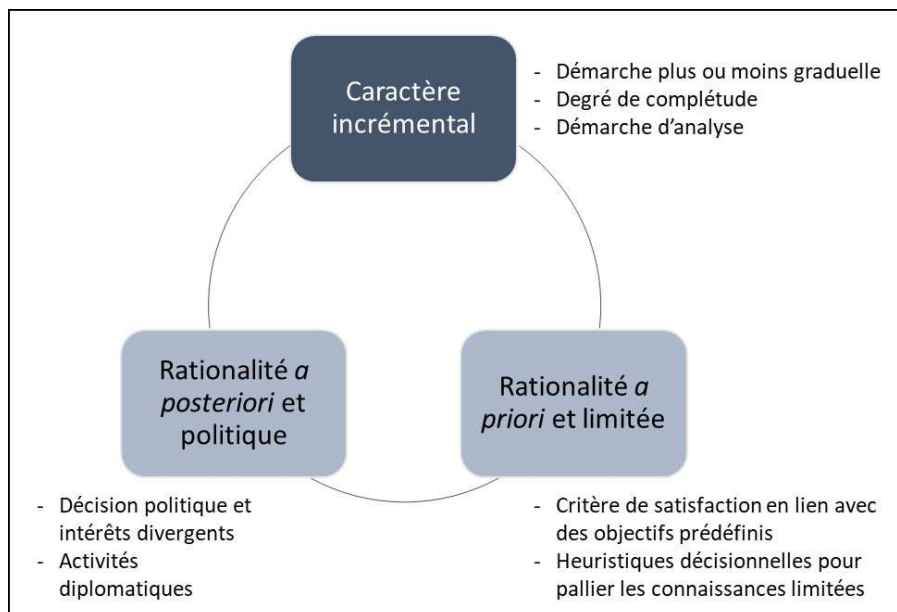 Caractère
incrémental
- Démarche plus ou moins graduelle
- Degré de complétude
- Démarche d'analyse
Rationalité a
posteriori et
politique
Rationalité a
priori et limitée
- Décision politique et
intérêts divergents
- Activités
diplomatiques
- Critère de satisfaction en lien avec
des objectifs prédéfinis
- Heuristiques décisionnelles pour
pallier les connaissances limitées